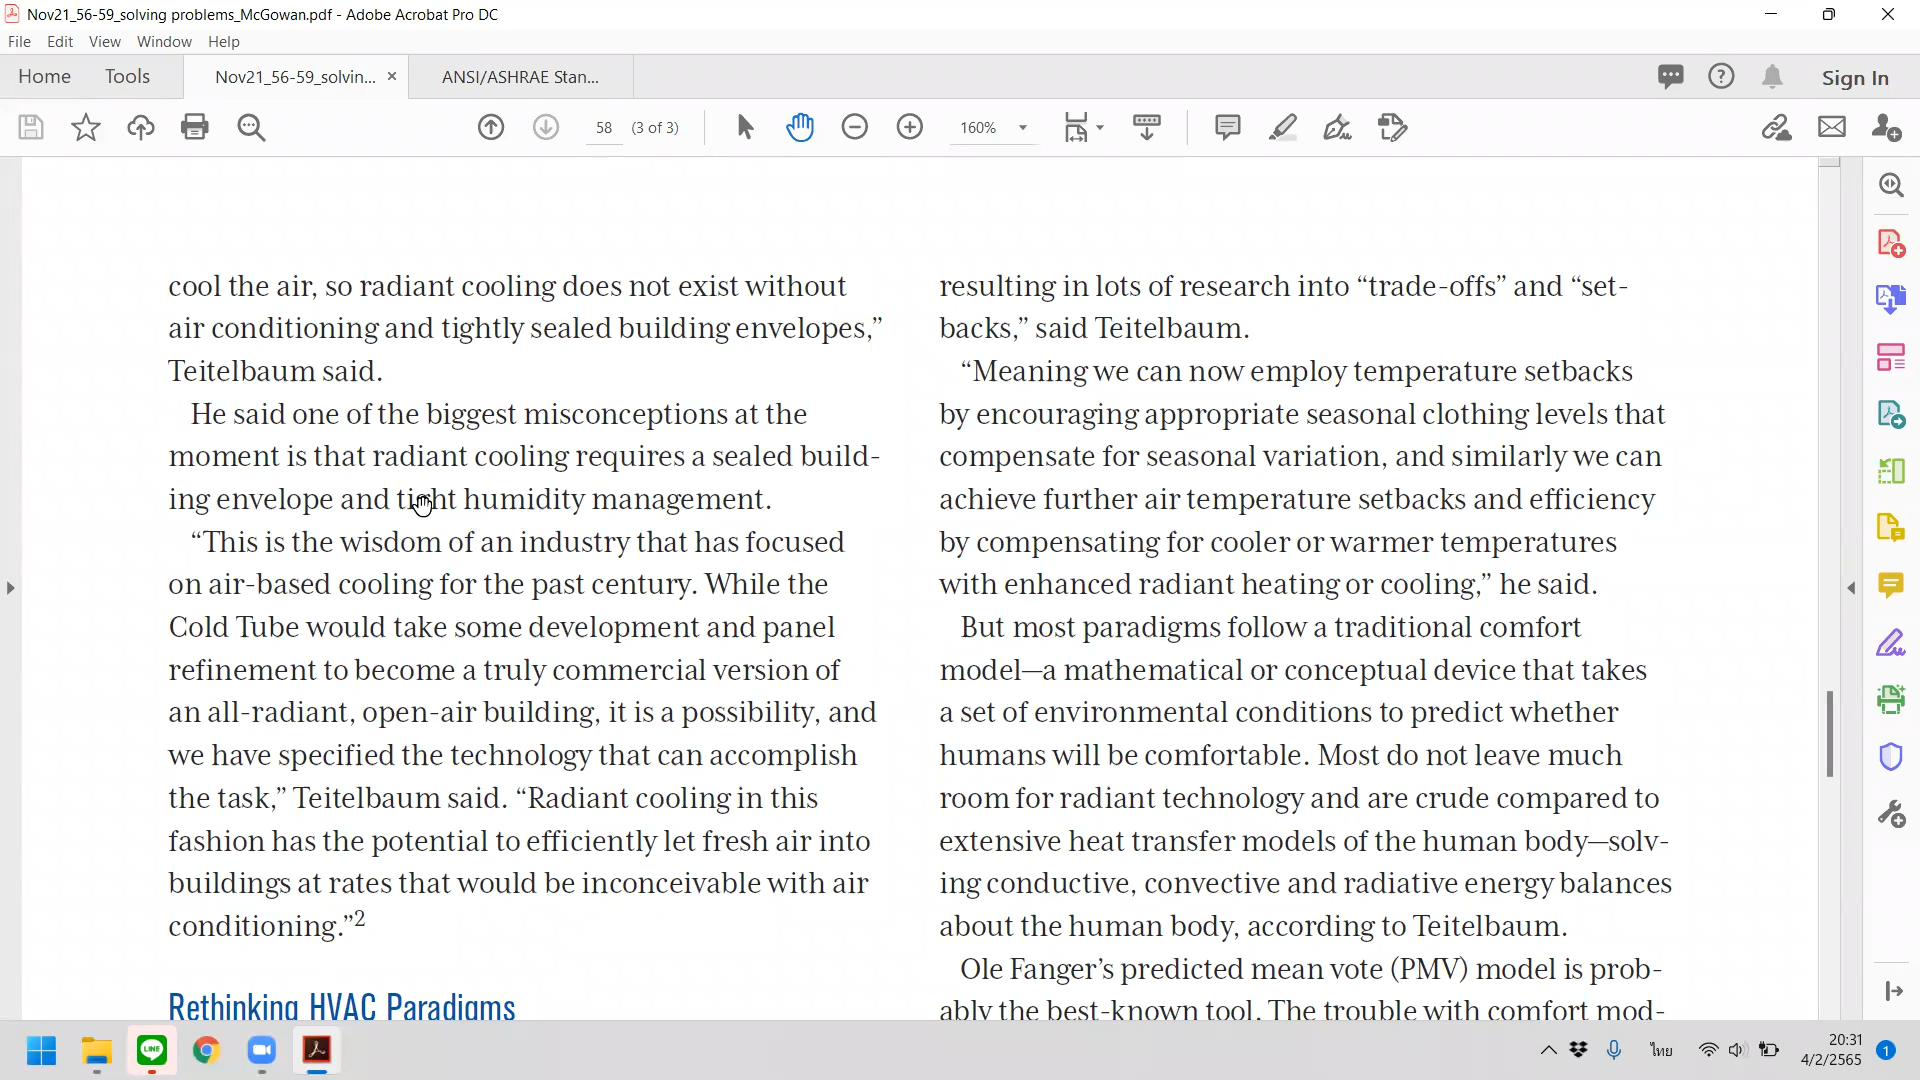 Nov21_56-59_solving problems_McGowan.pdf - Adobe Acrobat Pro DC
File Edit View Window Help
Home Tools Nov21_56-59_solvin... × ANSI/ASHRAE Stan... Sign In
58 (3 of 3) 160%
cool the air, so radiant cooling does not exist without
air conditioning and tightly sealed building envelopes,”
Teitelbaum said.
He said one of the biggest misconceptions at the
moment is that radiant cooling requires a sealed build-
ing envelope and tight humidity management.
“This is the wisdom of an industry that has focused
on air-based cooling for the past century. While the
Cold Tube would take some development and panel
refinement to become a truly commercial version of
an all-radiant, open-air building, it is a possibility, and
we have specified the technology that can accomplish
the task,” Teitelbaum said. “Radiant cooling in this
fashion has the potential to efficiently let fresh air into
buildings at rates that would be inconceivable with air
conditioning.”2
Rethinking HVAC Paradigms
resulting in lots of research into “trade-offs” and “set-
backs,” said Teitelbaum.
“Meaning we can now employ temperature setbacks
by encouraging appropriate seasonal clothing levels that
compensate for seasonal variation, and similarly we can
achieve further air temperature setbacks and efficiency
by compensating for cooler or warmer temperatures
with enhanced radiant heating or cooling,” he said.
But most paradigms follow a traditional comfort
model—a mathematical or conceptual device that takes
a set of environmental conditions to predict whether
humans will be comfortable. Most do not leave much
room for radiant technology and are crude compared to
extensive heat transfer models of the human body—solv-
ing conductive, convective and radiative energy balances
about the human body, according to Teitelbaum.
Ole Fanger’s predicted mean vote (PMV) model is prob-
ably the best-known tool. The trouble with comfort mod-
LINE
ไทย
20:31
4/2/2565
1